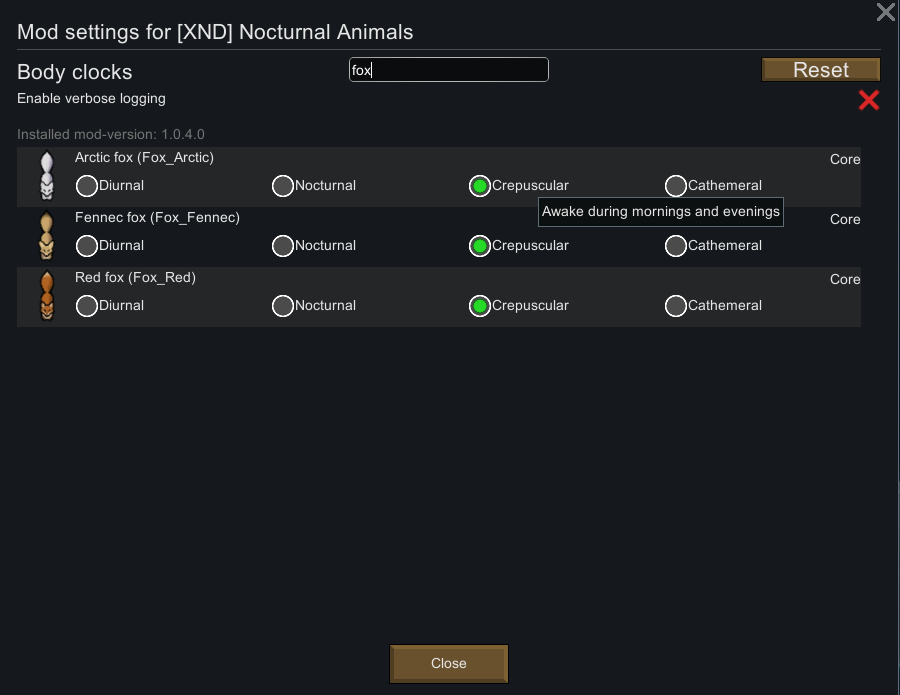 Mod settings for [XND] Nocturnal Animals
Body clocks fox Reset
Enable verbose logging
Installed mod-version: 1.0.4.0
Arctic fox (Fox_Arctic) Core
Diurnal Nocturnal Crepuscular Cathemeral
Awake during mornings and evenings
Fennec fox (Fox_Fennec) Core
Diurnal Nocturnal Crepuscular Cathemeral
Red fox (Fox_Red) Core
Diurnal Nocturnal Crepuscular Cathemeral
Close